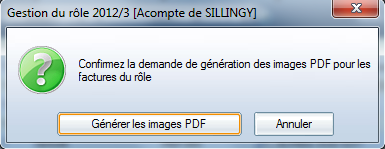 Gestion du rôle 2012/3 [Acompte de SILLINGY]
Confirmez la demande de génération des images PDF pour les
factures du rôle
Générer les images PDF
Annuler